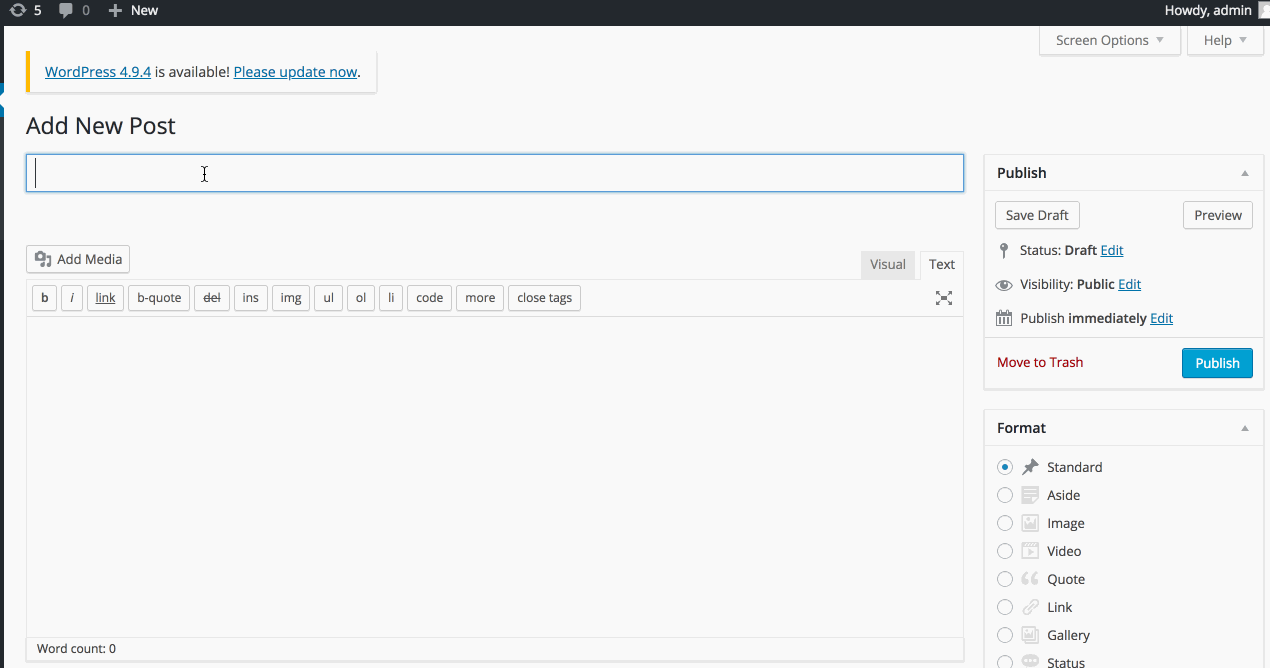 5 0 New Howdy, admin
Screen Options Help
WordPress 4.9.4 is available! Please update now.
Add New Post
Publish
Save Draft Preview
Status: Draft Edit
Visibility: Public Edit
Publish immediately Edit
Move to Trash Publish
Add Media Visual Text
b i link b-quote del ins img ul ol li code more close tags
Word count: 0
Format
Standard
Aside
Image
Video
Quote
Link
Gallery
Status